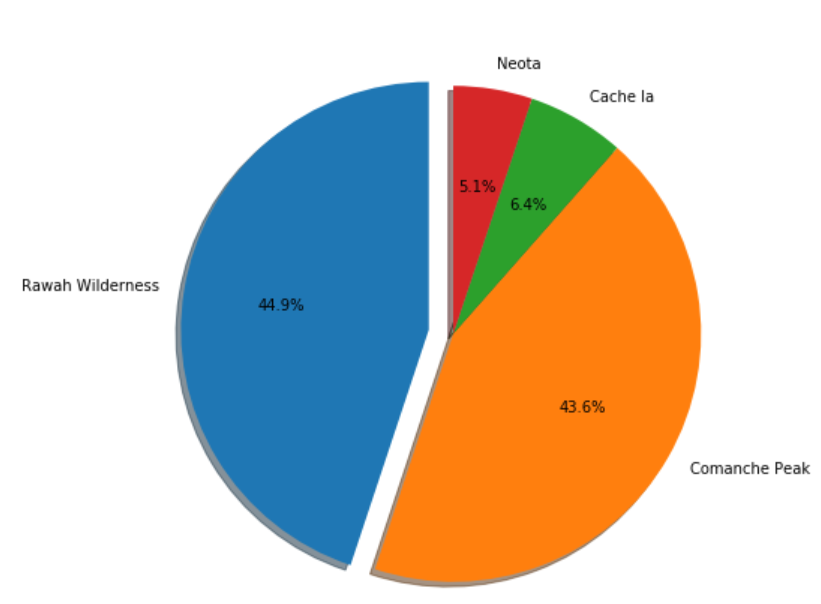 Neota
Cache la
5.1%
6.4%
Rawah Wilderness
44.9%
43.6%
Comanche Peak